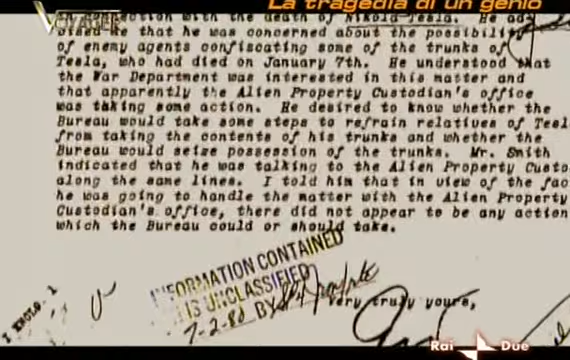 La tragedia di un genio
VOYAGER
in connection with the death of Nikola Tesla. He ad
vised me that he was concerned about the possibilit
of enemy agents confiscating some of the trunks of
Tesla, who had died on January 7th. He understood that
the War Department was interested in this matter and
that apparently the Alien Property Custodian's office
was taking some action. He desired to know whether the
Bureau would take some steps to refrain relatives of Tesl
from taking the contents of his trunks and whether the
Bureau would seize possession of the trunks. Mr. Smith
indicated that he was talking to the Alien Property Custo
along the same lines. I told him that in view of the fac
he was going to handle the matter with the Alien Property
Custodian's office, there did not appear to be any action
which the Bureau could or should take.
INFORMATION CONTAINED
IS UNCLASSIFIED
7-2-80 BY
Very truly yours,
Rai Due